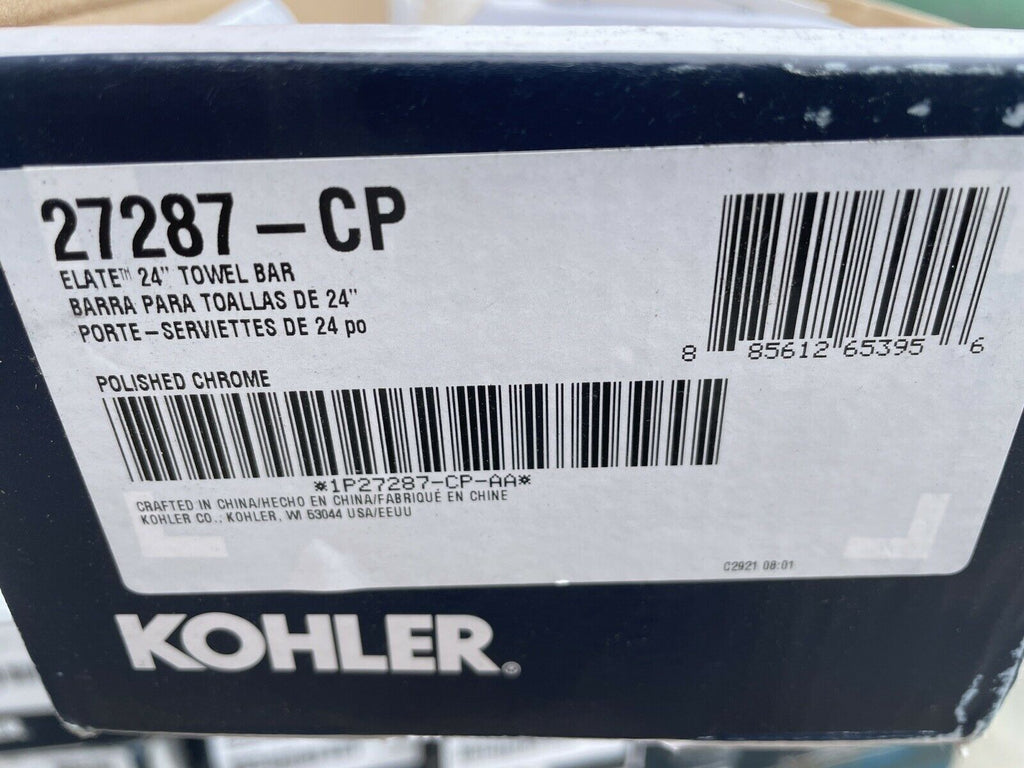 27287-CP
ELATE™ 24" TOWEL BAR
BARRA PARA TOALLAS DE 24"
PORTE-SERVIETTES DE 24 po
8 85612 65395 6
POLISHED CHROME
*1P27287-CP-AA*
CRAFTED IN CHINA/HECHO EN CHINA/FABRIQUÉ EN CHINE
KOHLER CO., KOHLER, WI 53044 USA/EEUU
C2921 08:01
KOHLER®